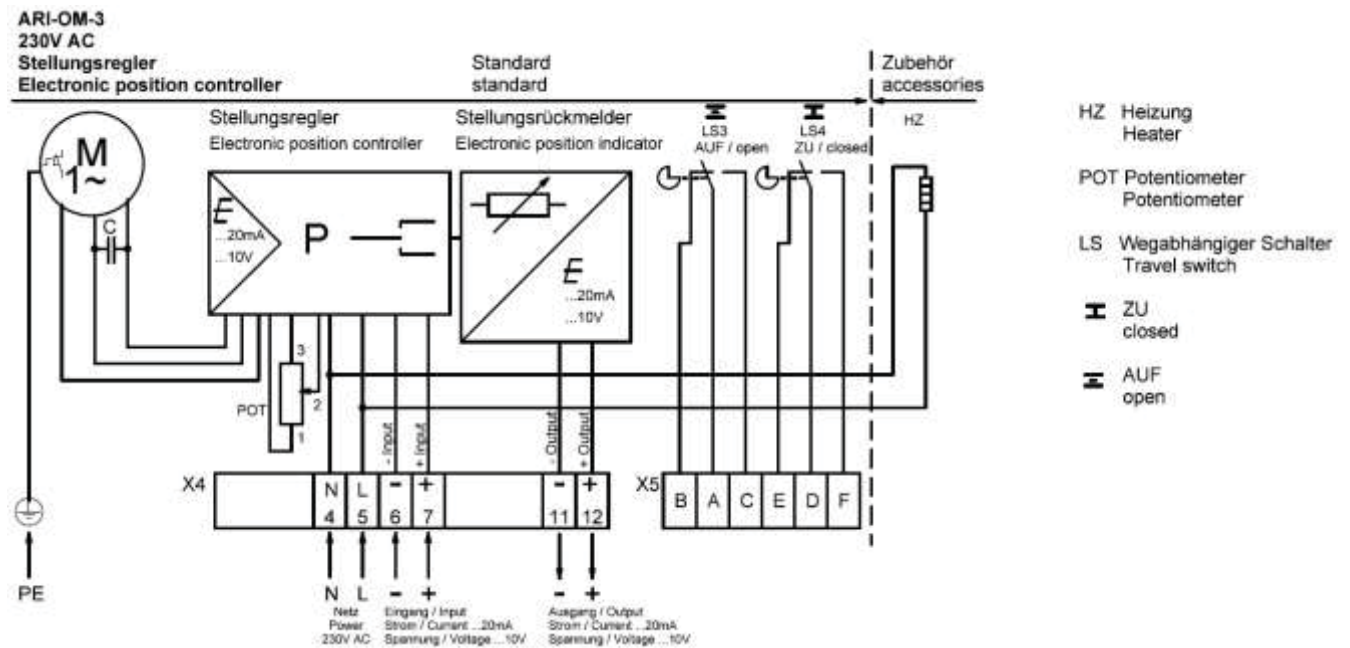 ARI-OM-3
230V AC
Stellungsregler
Electronic position controller
Standard
standard
Zubehör
accessories
Stellungsregler
Electronic position controller
Stellungsrückmelder
Electronic position indicator
LS3
AUF / open
LS4
ZU / closed
HZ
M
1~
C
E
...20mA
...10V
P
E
...20mA
...10V
POT
3
2
1
- Input
+ Input
- Output
+ Output
X4
N L - + - +
4 5 6 7 11 12
X5
B A C E D F
PE
N L - + - +
Netz
Power
230V AC
Eingang / Input
Strom / Current ...20mA
Spannung / Voltage ...10V
Ausgang / Output
Strom / Current ...20mA
Spannung / Voltage ...10V
HZ Heizung
Heater
POT Potentiometer
Potentiometer
LS Wegabhängiger Schalter
Travel switch
ZU
closed
AUF
open